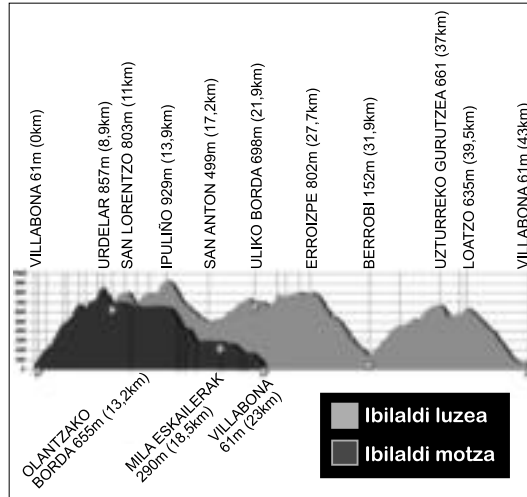 VILLABONA 61m (0km)
URDELAR 857m (8,9km)
SAN LORENTZO 803m (11km)
IPULIÑO 929m (13,9km)
SAN ANTON 499m (17,2km)
ULIKO BORDA 698m (21,9km)
ERROIZPE 802m (27,7km)
BERROBI 152m (31,9km)
UZTURREKO GURUTZEA 661 (37km)
LOATZO 635m (39,5km)
VILLABONA 61m (43km)
OLANTZAKO
BORDA 655m (13,2km)
MILA ESKAILERAK
290m (18,5km)
VILLABONA
61m (23km)
Ibilaldi luzea
Ibilaldi motza